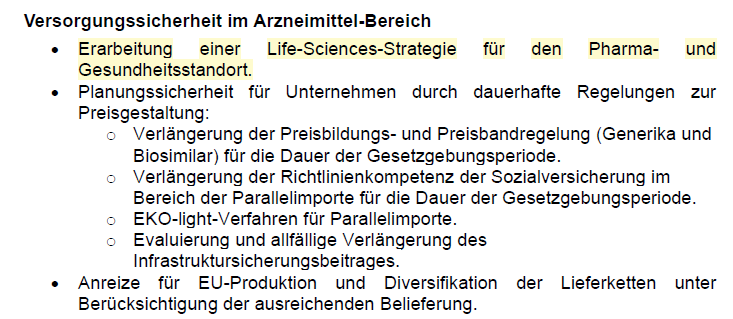 Versorgungssicherheit im Arzneimittel-Bereich
• Erarbeitung einer Life-Sciences-Strategie für den Pharma- und
Gesundheitsstandort.
• Planungssicherheit für Unternehmen durch dauerhafte Regelungen zur
Preisgestaltung:
o Verlängerung der Preisbildungs- und Preisbandregelung (Generika und
Biosimilar) für die Dauer der Gesetzgebungsperiode.
o Verlängerung der Richtlinienkompetenz der Sozialversicherung im
Bereich der Parallelimporte für die Dauer der Gesetzgebungsperiode.
o EKO-light-Verfahren für Parallelimporte.
o Evaluierung und allfällige Verlängerung des
Infrastruktursicherungsbeitrages.
• Anreize für EU-Produktion und Diversifikation der Lieferketten unter
Berücksichtigung der ausreichenden Belieferung.